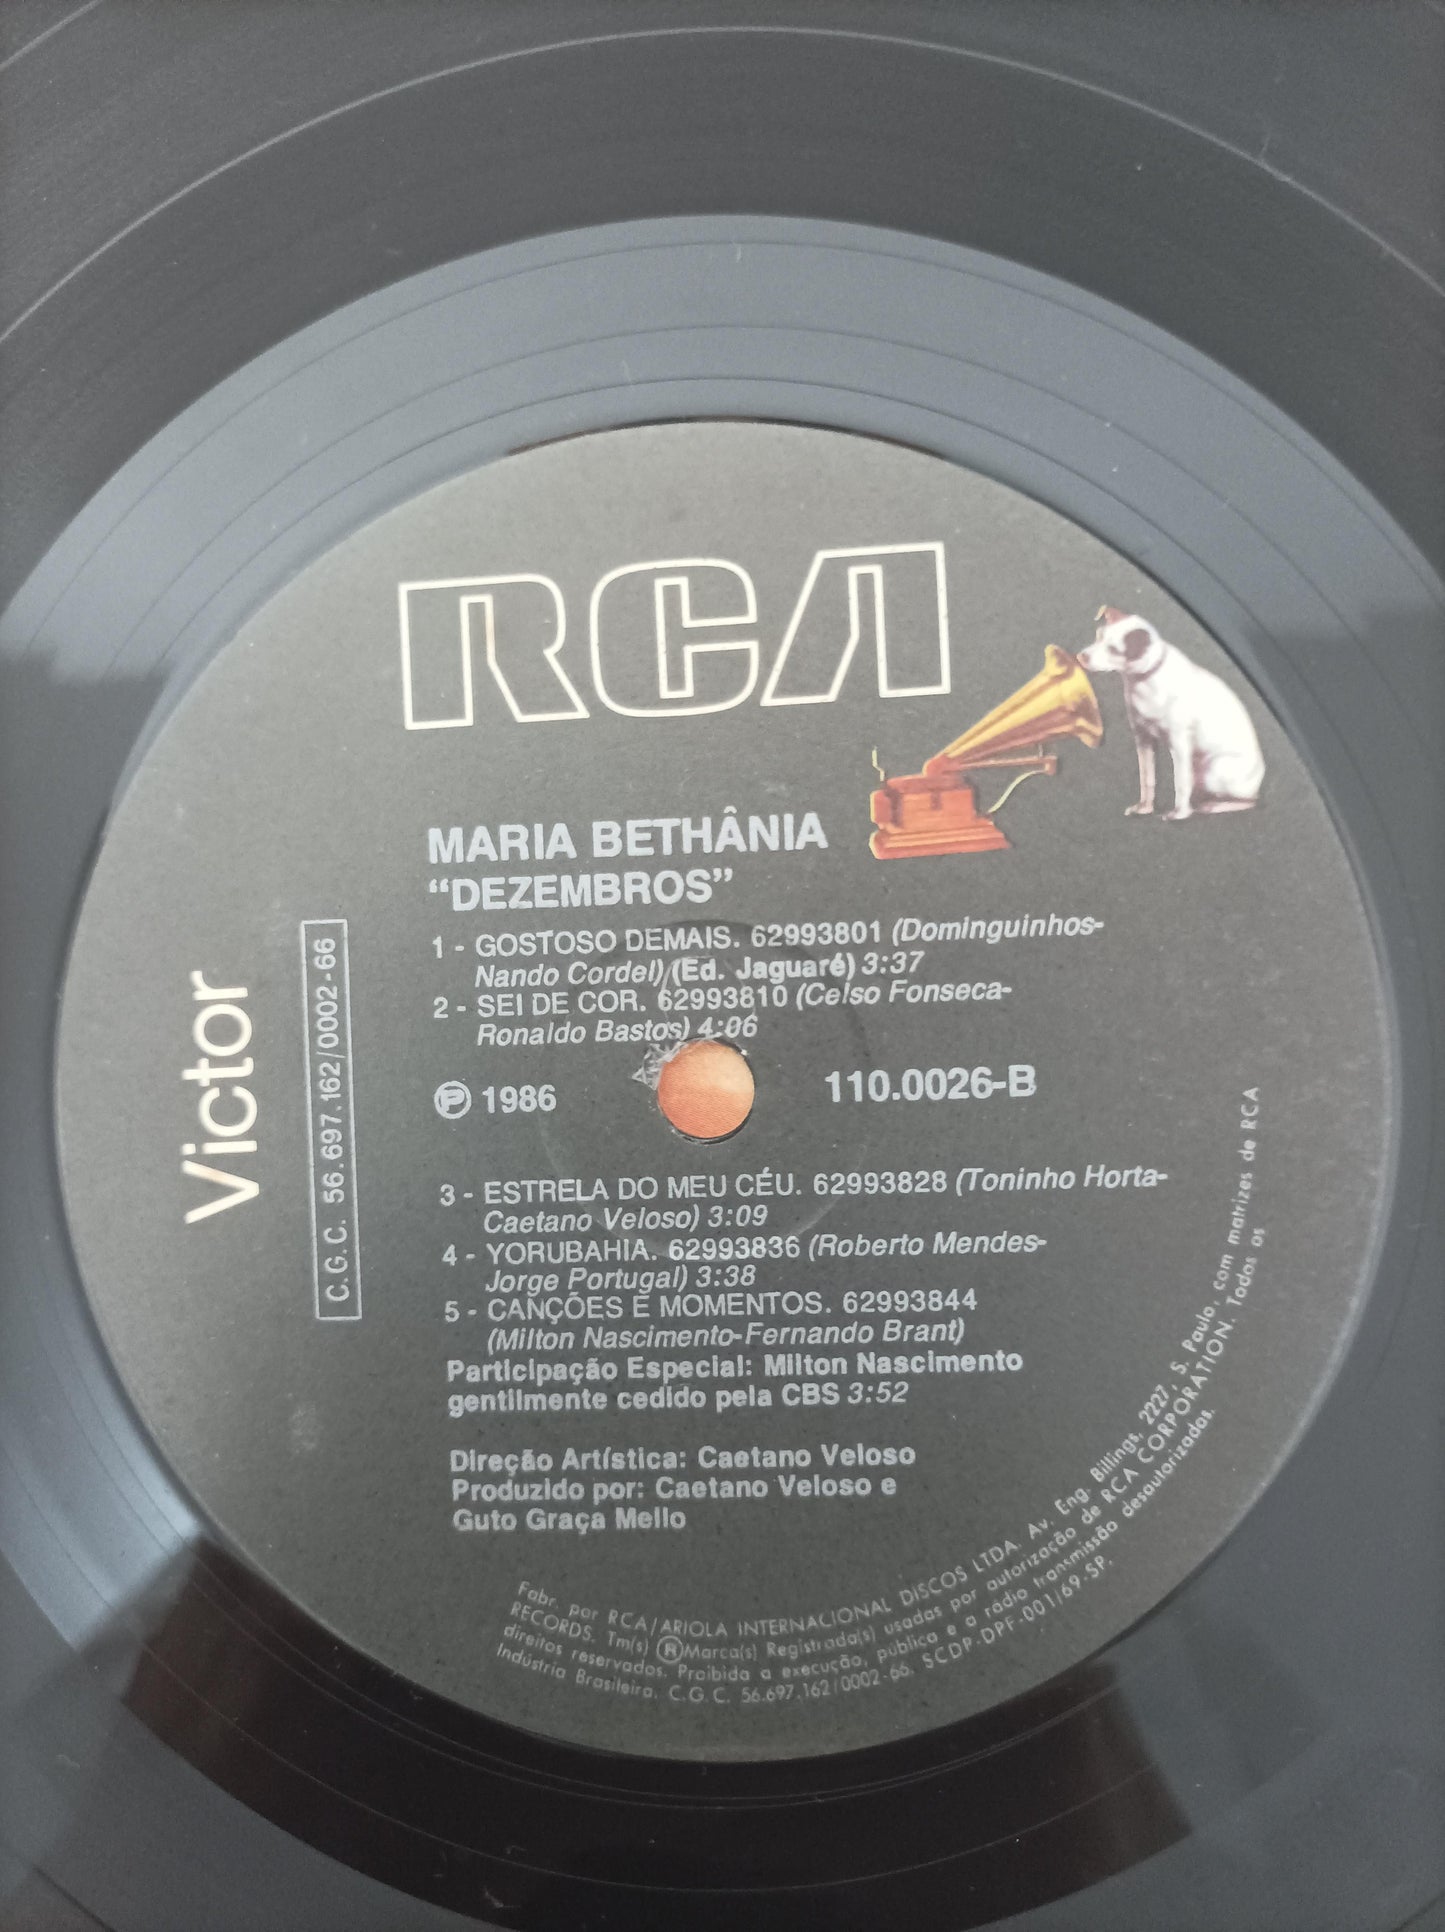 RCA
Victor
C.G.C. 56.697.162/0002-66
MARIA BETHÂNIA
“DEZEMBROS”
1 - GOSTOSO DEMAIS. 62993801 (Dominguinhos-
Nando Cordel) (Ed. Jaguaré) 3:37
2 - SEI DE COR. 62993810 (Celso Fonseca-
Ronaldo Bastos) 4:06
Ⓟ 1986
110.0026-B
3 - ESTRELA DO MEU CÉU. 62993828 (Toninho Horta-
Caetano Veloso) 3:09
4 - YORUBAHIA. 62993836 (Roberto Mendes-
Jorge Portugal) 3:38
5 - CANÇÕES E MOMENTOS. 62993844
(Milton Nascimento-Fernando Brant)
Participação Especial: Milton Nascimento
gentilmente cedido pela CBS 3:52
Direção Artística: Caetano Veloso
Produzido por: Caetano Veloso e
Guto Graça Mello
Fabr. por RCA/ARIOLA INTERNACIONAL DISCOS LTDA. Av. Eng. Billings, 2227, S. Paulo, com matrizes de RCA
RECORDS. Tm(s) ®Marca(s) Registrada(s) usadas por autorização de RCA CORPORATION. Todos os
direitos reservados. Proibida a execução, pública e a rádio transmissão desautorizadas.
Indústria Brasileira. C.G.C. 56.697.162/0002-66. SCDP-DPF-001/69-SP.